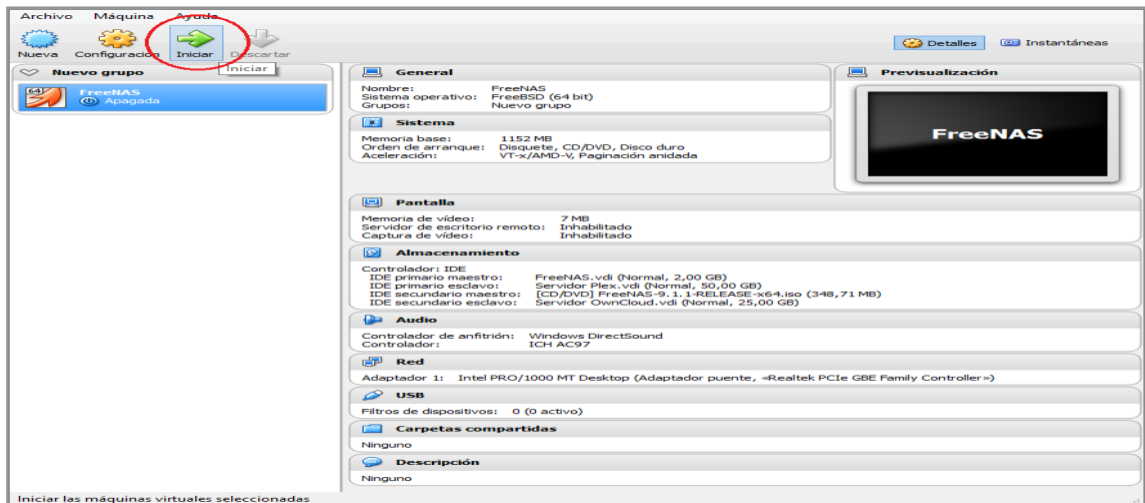 Archivo Máquina Ayuda
Nueva Configuración Iniciar Descartar
Detalles Instantáneas
Iniciar
Nuevo grupo
64
FreeNAS
Apagada
General
Nombre: FreeNAS
Sistema operativo: FreeBSD (64 bit)
Grupos: Nuevo grupo
Previsualización
FreeNAS
Sistema
Memoria base: 1152 MB
Orden de arranque: Disquete, CD/DVD, Disco duro
Aceleración: VT-x/AMD-V, Paginación anidada
Pantalla
Memoria de vídeo: 7 MB
Servidor de escritorio remoto: Inhabilitado
Captura de vídeo: Inhabilitado
Almacenamiento
Controlador: IDE
IDE primario maestro: FreeNAS.vdi (Normal, 2,00 GB)
IDE primario esclavo: Servidor Plex.vdi (Normal, 50,00 GB)
IDE secundario maestro: [CD/DVD] FreeNAS-9.1.1-RELEASE-x64.iso (348,71 MB)
IDE secundario esclavo: Servidor OwnCloud.vdi (Normal, 25,00 GB)
Audio
Controlador de anfitrión: Windows DirectSound
Controlador: ICH AC97
Red
Adaptador 1: Intel PRO/1000 MT Desktop (Adaptador puente, «Realtek PCIe GBE Family Controller»)
USB
Filtros de dispositivos: 0 (0 activo)
Carpetas compartidas
Ninguno
Descripción
Ninguno
Iniciar las máquinas virtuales seleccionadas